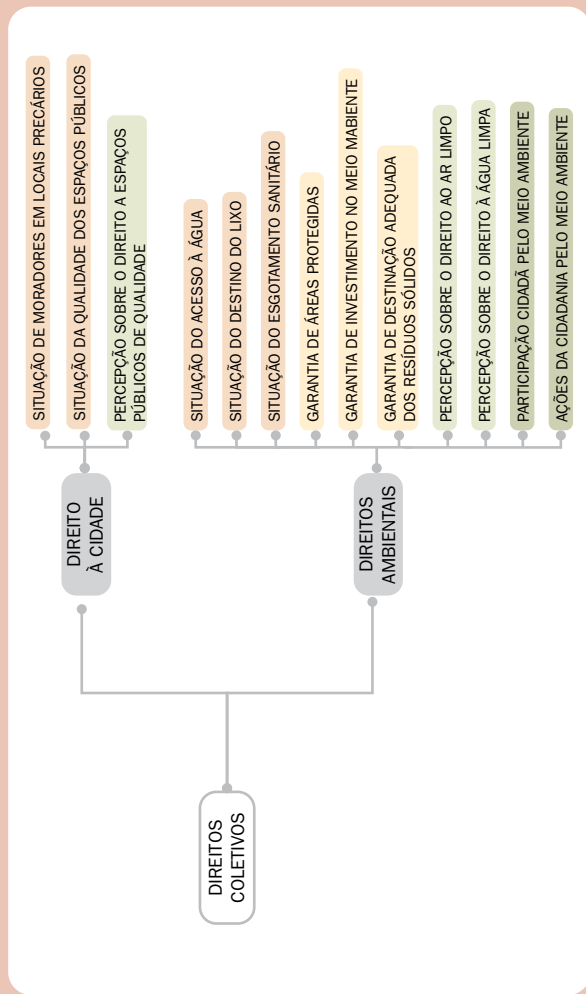 DIREITOS
COLETIVOS
DIREITO
À CIDADE
SITUAÇÃO DE MORADORES EM LOCAIS PRECÁRIOS
SITUAÇÃO DA QUALIDADE DOS ESPAÇOS PÚBLICOS
PERCEPÇÃO SOBRE O DIREITO A ESPAÇOS
PÚBLICOS DE QUALIDADE
DIREITOS
AMBIENTAIS
SITUAÇÃO DO ACESSO À ÁGUA
SITUAÇÃO DO DESTINO DO LIXO
SITUAÇÃO DO ESGOTAMENTO SANITÁRIO
GARANTIA DE ÁREAS PROTEGIDAS
GARANTIA DE INVESTIMENTO NO MEIO MABIENTE
GARANTIA DE DESTINAÇÃO ADEQUADA
DOS RESÍDUOS SÓLIDOS
PERCEPÇÃO SOBRE O DIREITO AO AR LIMPO
PERCEPÇÃO SOBRE O DIREITO À ÁGUA LIMPA
PARTICIPAÇÃO CIDADÃ PELO MEIO AMBIENTE
AÇÕES DA CIDADANIA PELO MEIO AMBIENTE